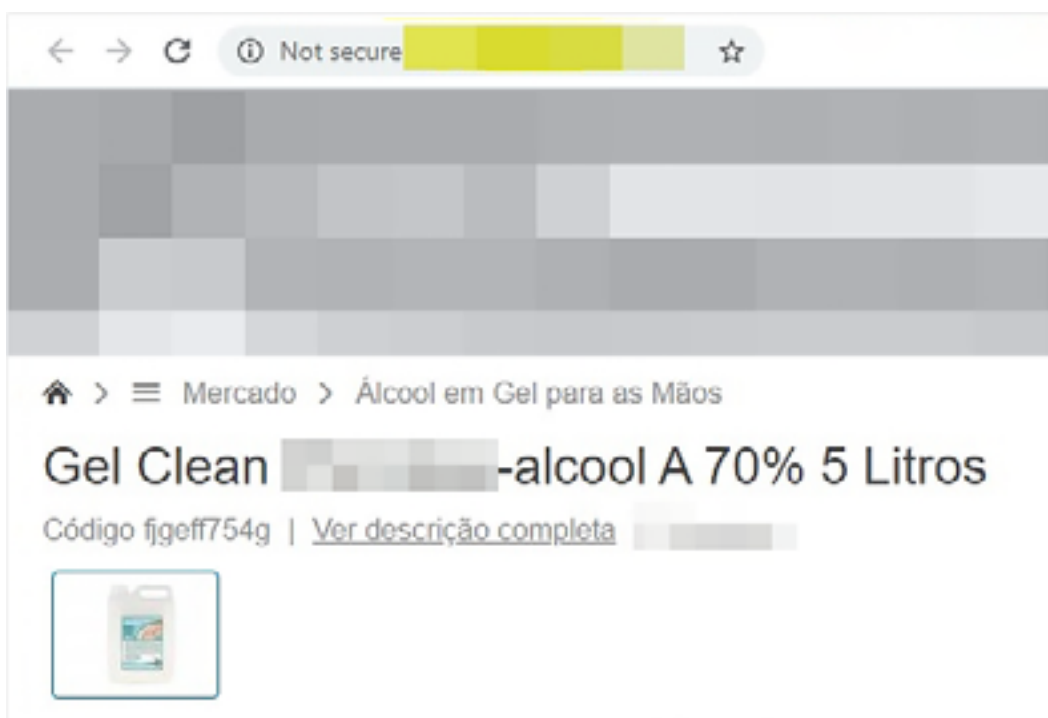 Not secure
Mercado > Álcool em Gel para as Mãos
Gel Clean -alcool A 70% 5 Litros
Código fjgeff754g | Ver descrição completa